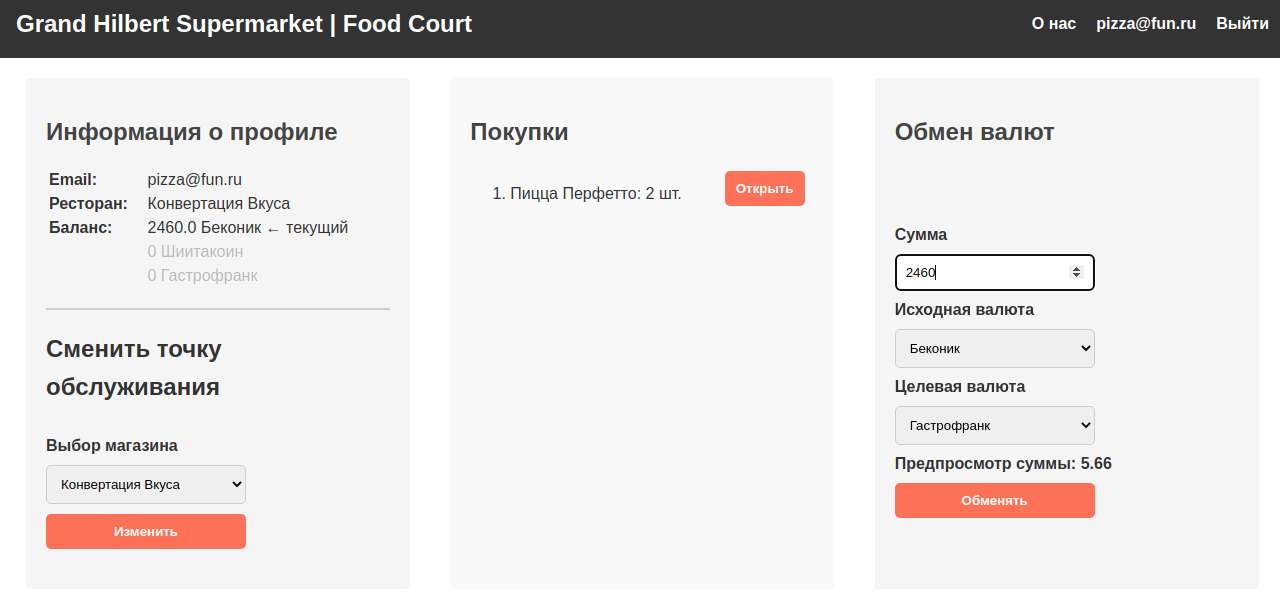 Grand Hilbert Supermarket | Food Court
О нас pizza@fun.ru Выйти
Информация о профиле
Email: pizza@fun.ru
Ресторан: Конвертация Вкуса
Баланс: 2460.0 Беконик ← текущий
0 Шиитакоин
0 Гастрофранк
Сменить точку
обслуживания
Выбор магазина
Конвертация Вкуса
Изменить
Покупки
1. Пицца Перфетто: 2 шт. Открыть
Обмен валют
Сумма
2460
Исходная валюта
Беконик
Целевая валюта
Гастрофранк
Предпросмотр суммы: 5.66
Обменять